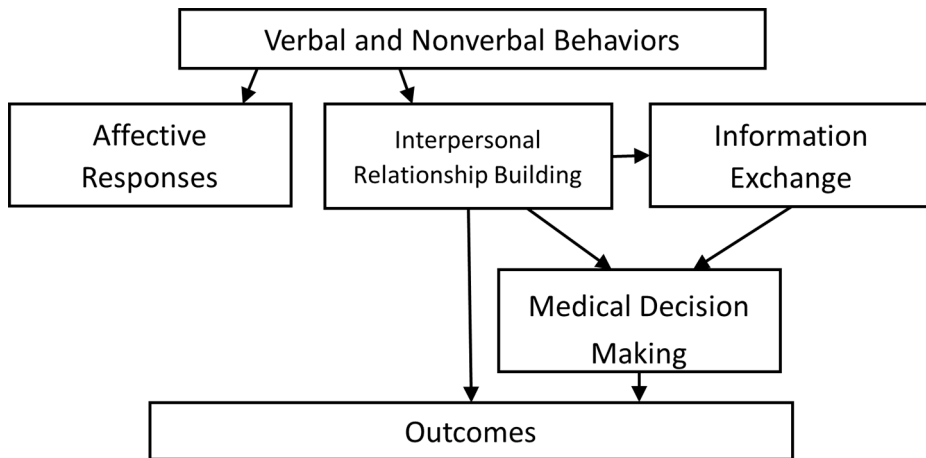 Verbal and Nonverbal Behaviors
Affective
Responses
Interpersonal
Relationship Building
Information
Exchange
Medical Decision
Making
Outcomes